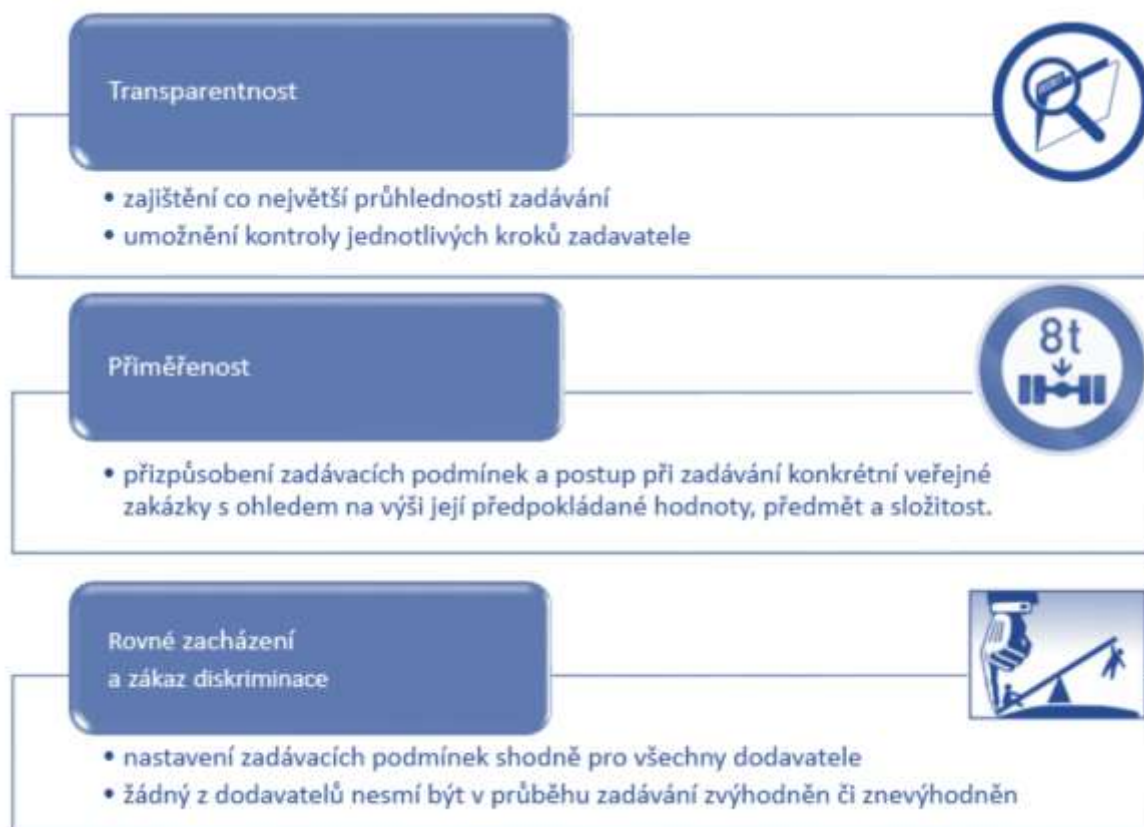 Transparentnost
• zajištění co největší průhlednosti zadávání
• umožnění kontroly jednotlivých kroků zadavatele
Přiměřenost
8t
• přizpůsobení zadávacích podmínek a postup při zadávání konkrétní veřejné
zakázky s ohledem na výši její předpokládané hodnoty, předmět a složitost.
Rovné zacházení
a zákaz diskriminace
• nastavení zadávacích podmínek shodně pro všechny dodavatele
• žádný z dodavatelů nesmí být v průběhu zadávání zvýhodněn či znevýhodněn